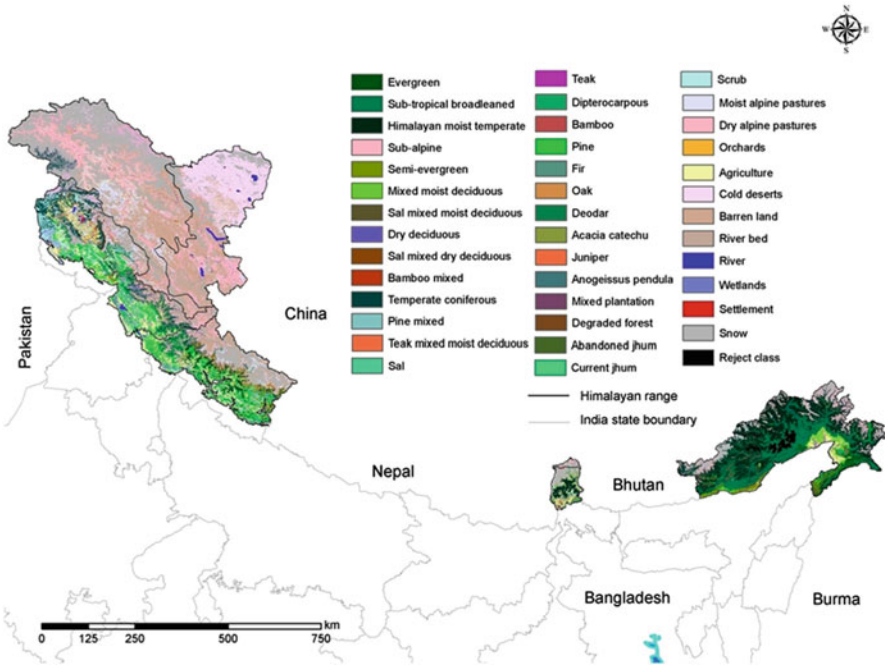 N
W
E
S
Evergreen
Sub-tropical broadleaned
Himalayan moist temperate
Sub-alpine
Semi-evergreen
Mixed moist deciduous
Sal mixed moist deciduous
Dry deciduous
Sal mixed dry deciduous
Bamboo mixed
Temperate coniferous
Pine mixed
Teak mixed moist deciduous
Sal
Teak
Dipterocarpous
Bamboo
Pine
Fir
Oak
Deodar
Acacia catechu
Juniper
Anogeissus pendula
Mixed plantation
Degraded forest
Abandoned jhum
Current jhum
Scrub
Moist alpine pastures
Dry alpine pastures
Orchards
Agriculture
Cold deserts
Barren land
River bed
River
Wetlands
Settlement
Snow
Reject class
Himalayan range
India state boundary
Pakistan
China
Nepal
Bhutan
Bangladesh
Burma
km
0 125 250 500 750